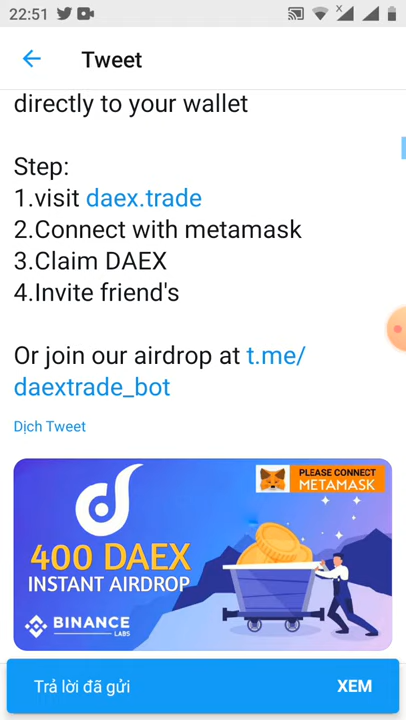 22:51
Tweet
directly to your wallet
Step:
1.visit daex.trade
2.Connect with metamask
3.Claim DAEX
4.Invite friend's
Or join our airdrop at t.me/
daextrade_bot
Dịch Tweet
PLEASE CONNECT
METAMASK
400 DAEX
INSTANT AIRDROP
BINANCE
LABS
Trả lời đã gửi
XEM